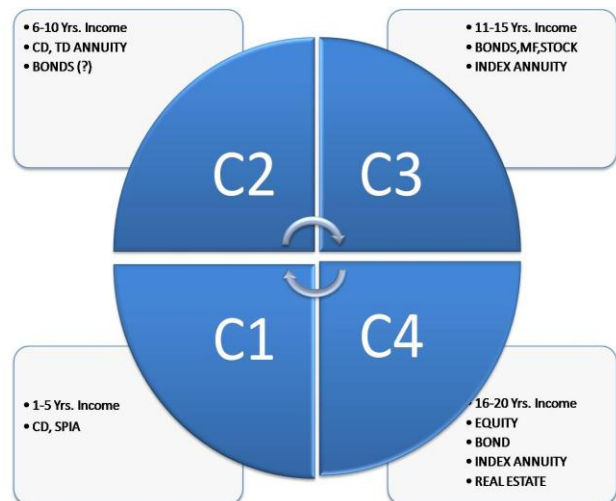 • 6-10 Yrs. Income
• CD, TD ANNUITY
• BONDS (?)
• 11-15 Yrs. Income
• BONDS,MF,STOCK
• INDEX ANNUITY
C2
C3
C1
C4
• 1-5 Yrs. Income
• CD, SPIA
• 16-20 Yrs. Income
• EQUITY
• BOND
• INDEX ANNUITY
• REAL ESTATE